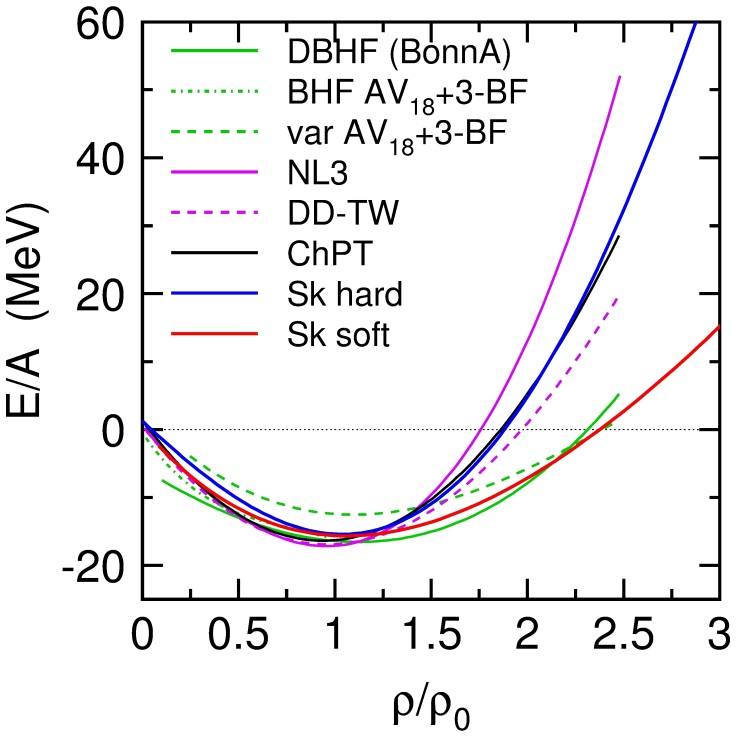 60
40
20
0
-20
E/A (MeV)
DBHF (BonnA)
BHF AV18+3-BF
var AV18+3-BF
NL3
DD-TW
ChPT
Sk hard
Sk soft
0 0.5 1 1.5 2 2.5 3
ρ/ρ0